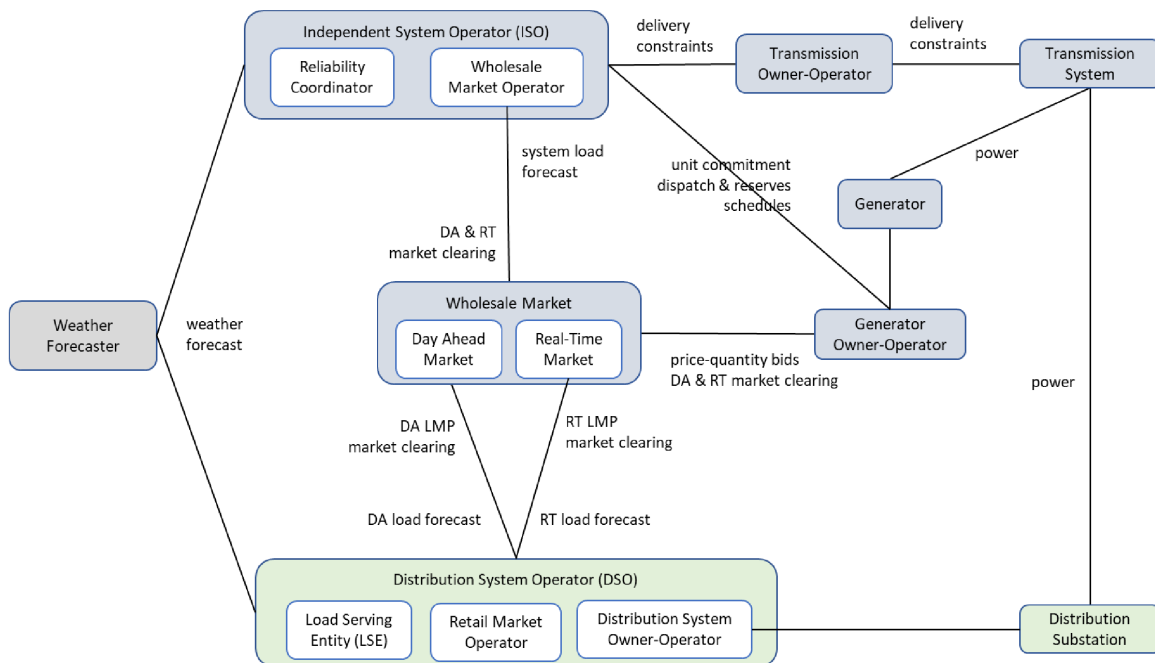 Independent System Operator (ISO)
Reliability
Coordinator
Wholesale
Market Operator
delivery
constraints
Transmission
Owner-Operator
delivery
constraints
Transmission
System
system load
forecast
unit commitment
dispatch & reserves
schedules
power
Generator
DA & RT
market clearing
Wholesale Market
Day Ahead
Market
Real-Time
Market
Generator
Owner-Operator
Weather
Forecaster
weather
forecast
price-quantity bids
DA & RT market clearing
power
DA LMP
market clearing
RT LMP
market clearing
DA load forecast
RT load forecast
Distribution System Operator (DSO)
Load Serving
Entity (LSE)
Retail Market
Operator
Distribution System
Owner-Operator
Distribution
Substation